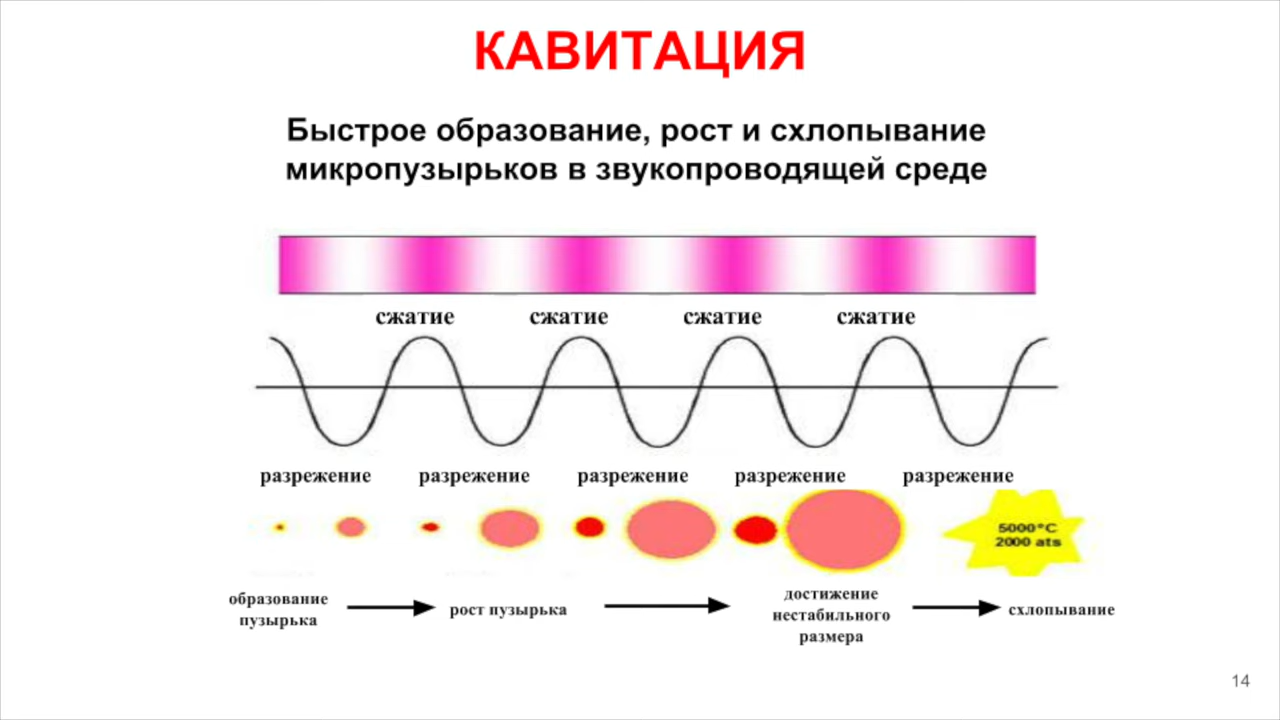 КАВИТАЦИЯ
Быстрое образование, рост и схлопывание
микропузырьков в звукопроводящей среде
сжатие сжатие сжатие сжатие
разрежение разрежение разрежение разрежение разрежение
5000°C
2000 ats
образование
пузырька
рост пузырька
достижение
нестабильного
размера
схлопывание
14